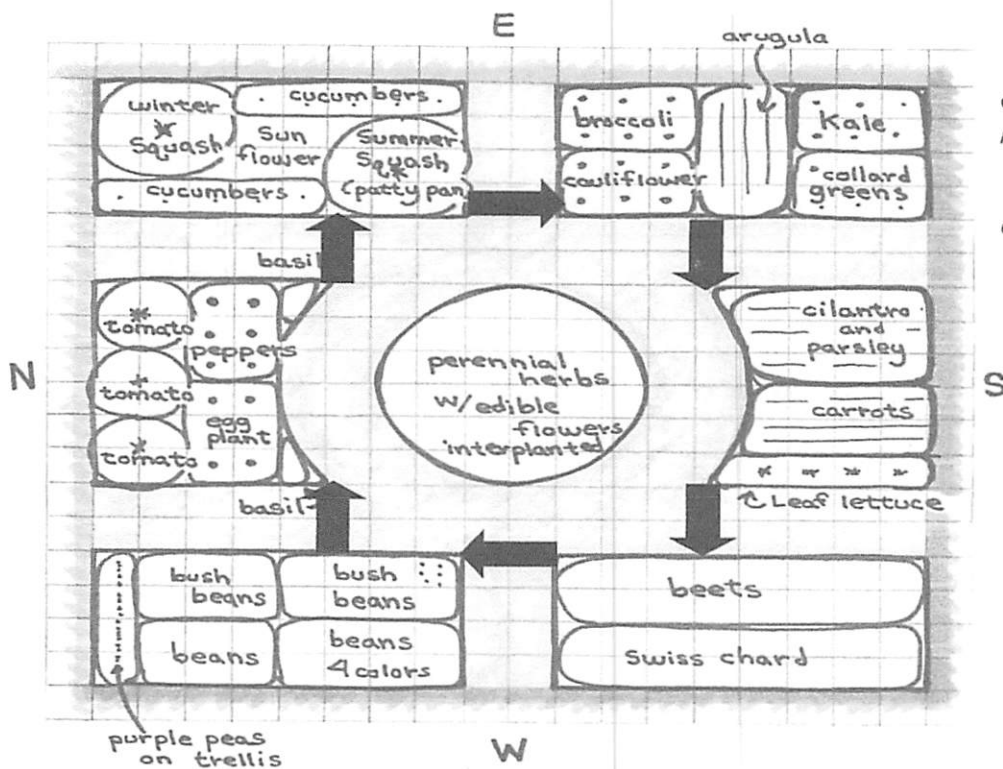 E
arugula
winter
Squash
cucumbers
Sun
flower
Summer
Squash
(patty pan)
cucumbers
broccoli
cauliflower
Kale
collard
greens
basil
tomato
tomato
tomato
peppers
egg
plant
basil
N
perennial
herbs
w/edible
flowers
interplanted
cilantro
and
parsley
carrots
Leaf lettuce
S
bush
beans
bush
beans
beans
beans
4 colors
beets
Swiss chard
purple peas
on trellis
W